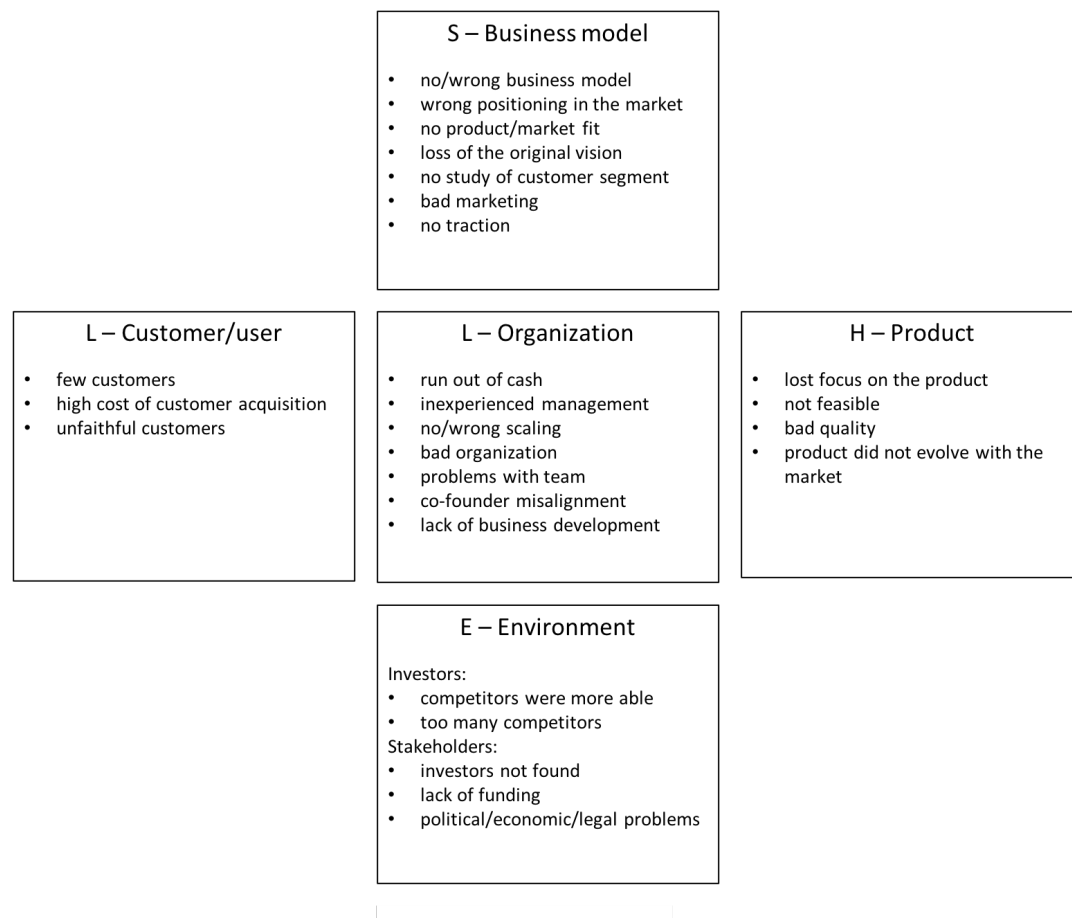 S – Business model
• no/wrong business model
• wrong positioning in the market
• no product/market fit
• loss of the original vision
• no study of customer segment
• bad marketing
• no traction
L – Customer/user
• few customers
• high cost of customer acquisition
• unfaithful customers
L – Organization
• run out of cash
• inexperienced management
• no/wrong scaling
• bad organization
• problems with team
• co-founder misalignment
• lack of business development
H – Product
• lost focus on the product
• not feasible
• bad quality
• product did not evolve with the
market
E – Environment
Investors:
• competitors were more able
• too many competitors
Stakeholders:
• investors not found
• lack of funding
• political/economic/legal problems